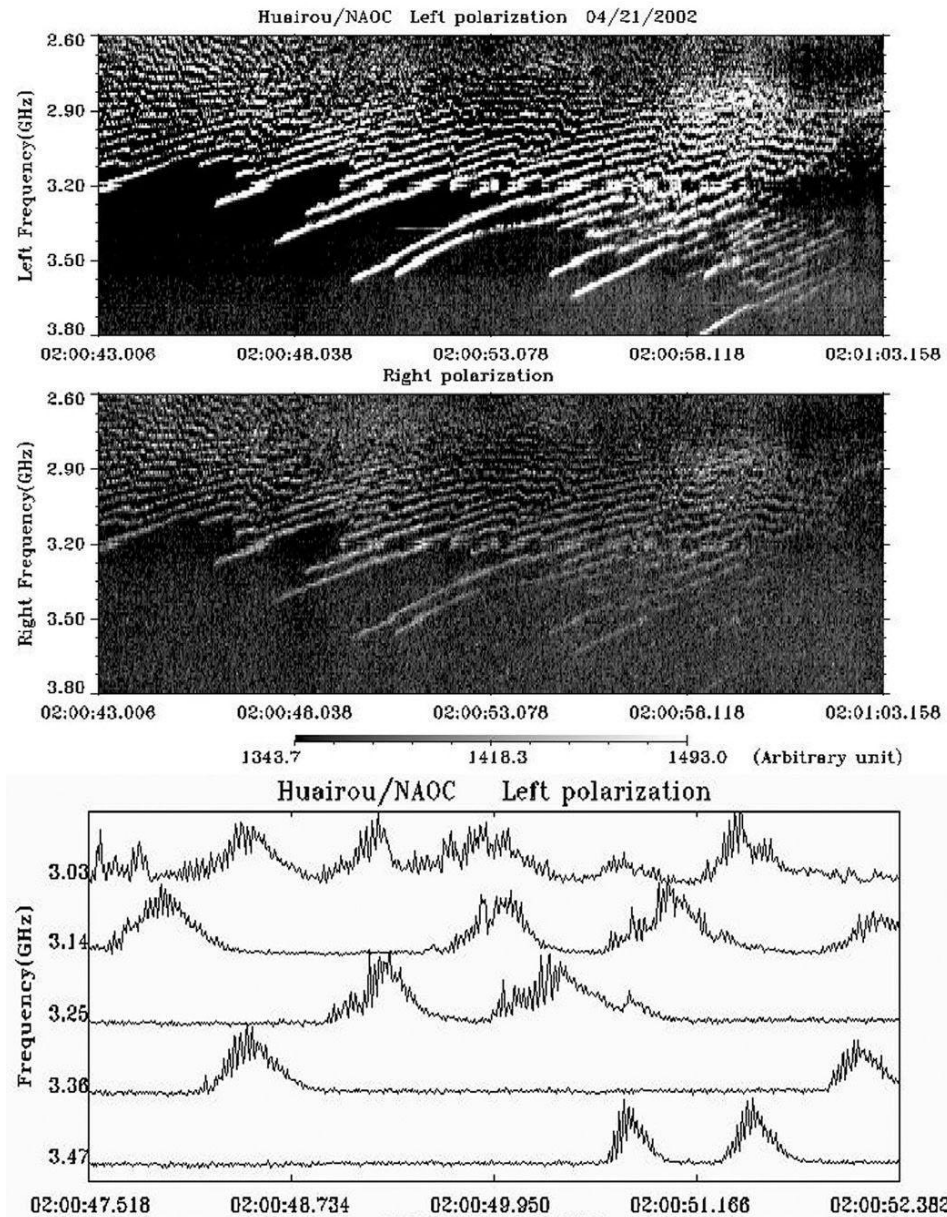 Huairou/NAOC Left polarization 04/21/2002
Left Frequency(GHz)
2.60
2.90
3.20
3.50
3.80
02:00:43.006 02:00:48.038 02:00:53.078 02:00:58.118 02:01:03.158
Right polarization
Right Frequency(GHz)
2.60
2.90
3.20
3.50
3.80
02:00:43.006 02:00:48.038 02:00:53.078 02:00:58.118 02:01:03.158
1343.7 1418.3 1493.0 (Arbitrary unit)
Huairou/NAOC Left polarization
Frequency(GHz)
3.03
3.14
3.25
3.36
3.47
02:00:47.518 02:00:48.734 02:00:49.950 02:00:51.166 02:00:52.382